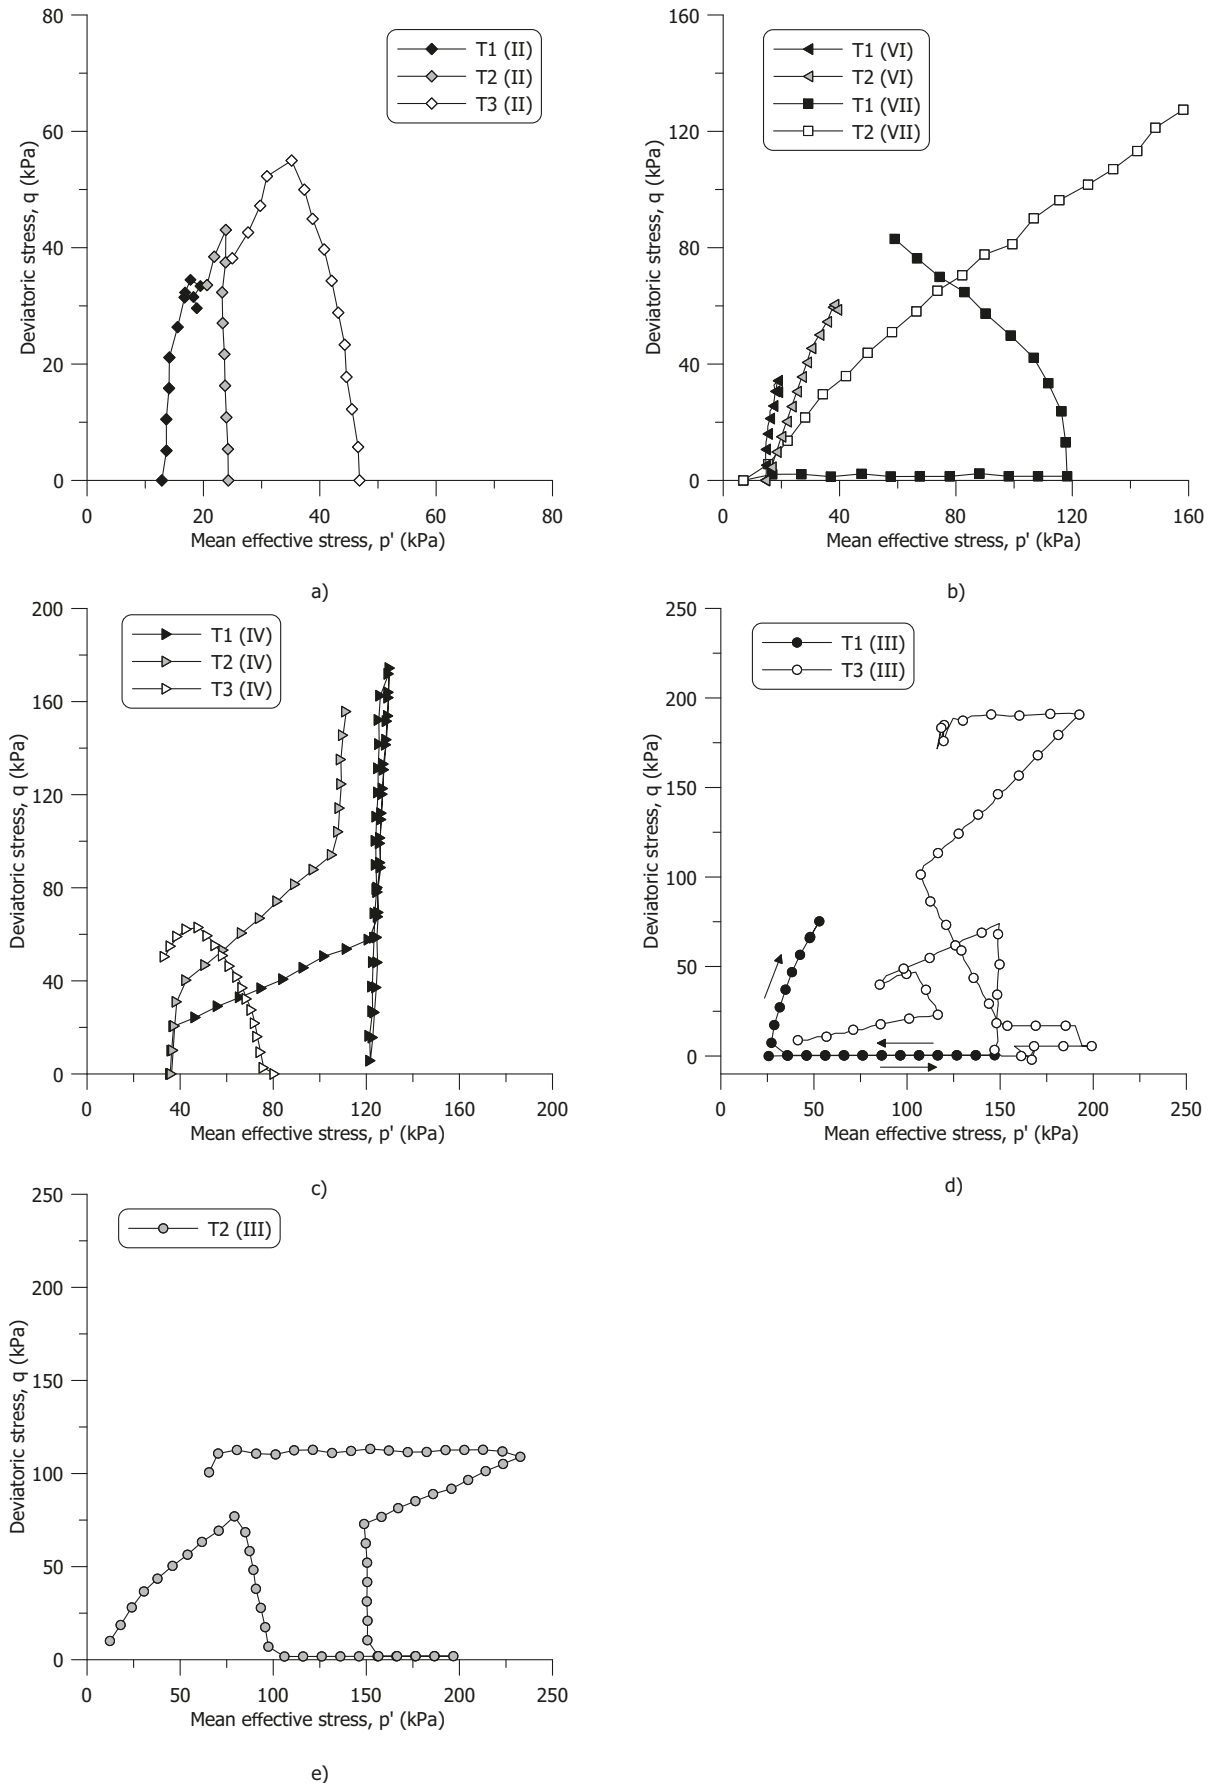 80
60
40
20
0
Deviatoric stress, q (kPa)
T1 (II)
T2 (II)
T3 (II)
0 20 40 60 80
Mean effective stress, p' (kPa)
a)
160
120
80
40
0
Deviatoric stress, q (kPa)
T1 (VI)
T2 (VI)
T1 (VII)
T2 (VII)
0 40 80 120 160
Mean effective stress, p' (kPa)
b)
200
160
120
80
40
0
Deviatoric stress, q (kPa)
T1 (IV)
T2 (IV)
T3 (IV)
0 40 80 120 160 200
Mean effective stress, p' (kPa)
c)
250
200
150
100
50
0
Deviatoric stress, q (kPa)
T1 (III)
T3 (III)
0 50 100 150 200 250
Mean effective stress, p' (kPa)
d)
250
200
150
100
50
0
Deviatoric stress, q (kPa)
T2 (III)
0 50 100 150 200 250
Mean effective stress, p' (kPa)
e)